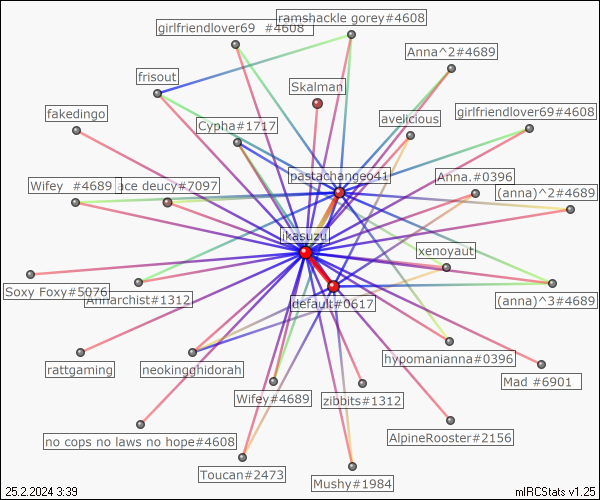 ramshackle gorey#4608
girlfriendlover69 #4608
Anna^2#4689
frisout
Skalman
fakedingo
Cypha#1717
avelicious
girlfriendlover69#4608
pastachangeo41
Anna.#0396
Wifey #4689
ace deucy#7097
(anna)^2#4689
ikasuzu
xenoyaut
Soxy Foxy#5076
#1312
default#0617
(anna)^3#4689
rattgaming
neokingghidorah
hypomanianna#0396
Mad #6901
Wifey#4689
zibbits#1312
no cops no laws no hope#4608
AlpineRooster#2156
Toucan#2473
Mushy#1984
25.2.2024 3:39
mIRCStats v1.25